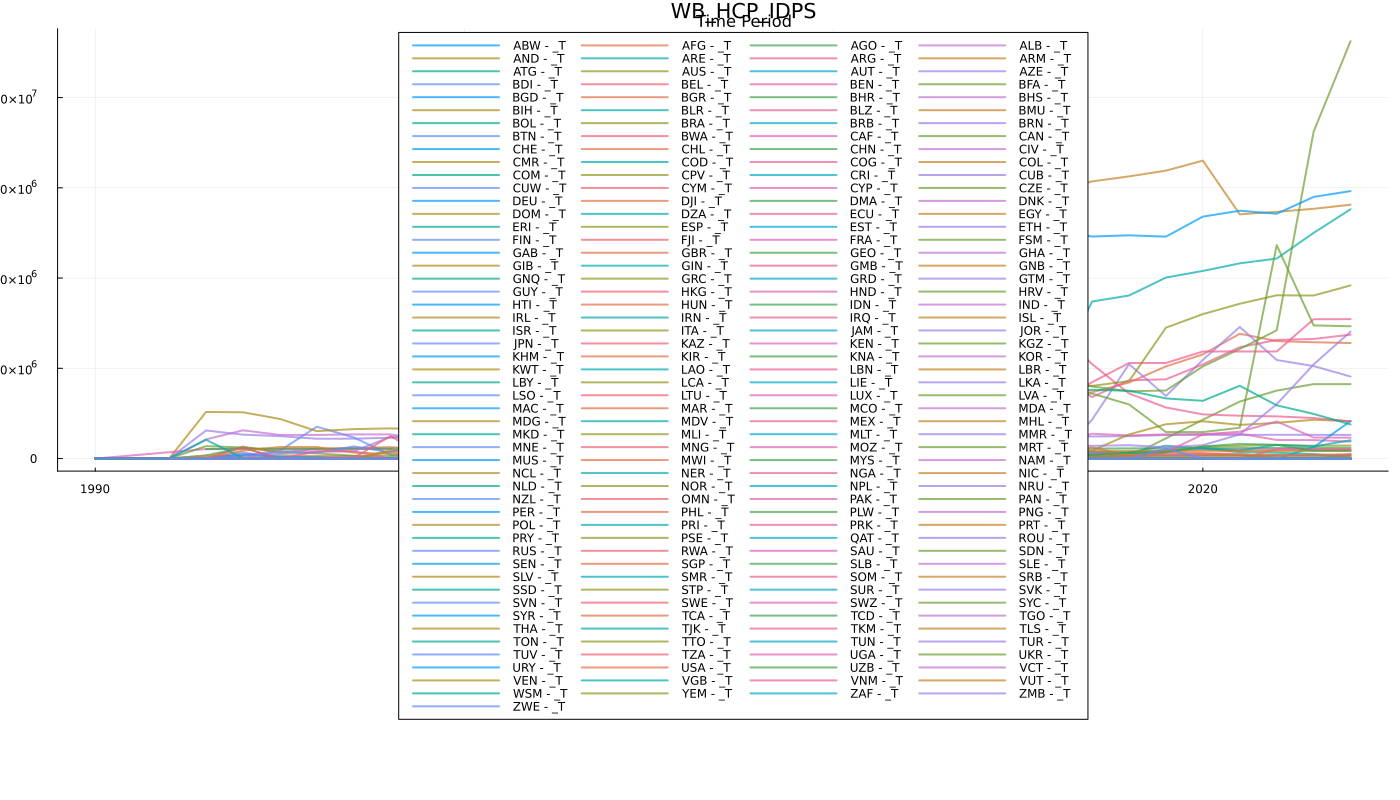 WB_HCP_IDPS
Time Period
0×10⁷
0×10⁶
0×10⁶
0×10⁶
0
1990
2020
ABW - _T AFG - _T AGO - _T ALB - _T
AND - _T ARE - _T ARG - _T ARM - _T
ATG - _T AUS - _T AUT - _T AZE - _T
BDI - _T BEL - _T BEN - _T BFA - _T
BGD - _T BGR - _T BHR - _T BHS - _T
BIH - _T BLR - _T BLZ - _T BMU - _T
BOL - _T BRA - _T BRB - _T BRN - _T
BTN - _T BWA - _T CAF - _T CAN - _T
CHE - _T CHL - _T CHN - _T CIV - _T
CMR - _T COD - _T COG - _T COL - _T
COM - _T CPV - _T CRI - _T CUB - _T
CUW - _T CYM - _T CYP - _T CZE - _T
DEU - _T DJI - _T DMA - _T DNK - _T
DOM - _T DZA - _T ECU - _T EGY - _T
ERI - _T ESP - _T EST - _T ETH - _T
FIN - _T FJI - _T FRA - _T FSM - _T
GAB - _T GBR - _T GEO - _T GHA - _T
GIB - _T GIN - _T GMB - _T GNB - _T
GNQ - _T GRC - _T GRD - _T GTM - _T
GUY - _T HKG - _T HND - _T HRV - _T
HTI - _T HUN - _T IDN - _T IND - _T
IRL - _T IRN - _T IRQ - _T ISL - _T
ISR - _T ITA - _T JAM - _T JOR - _T
JPN - _T KAZ - _T KEN - _T KGZ - _T
KHM - _T KIR - _T KNA - _T KOR - _T
KWT - _T LAO - _T LBN - _T LBR - _T
LBY - _T LCA - _T LIE - _T LKA - _T
LSO - _T LTU - _T LUX - _T LVA - _T
MAC - _T MAR - _T MCO - _T MDA - _T
MDG - _T MDV - _T MEX - _T MHL - _T
MKD - _T MLI - _T MLT - _T MMR - _T
MNE - _T MNG - _T MOZ - _T MRT - _T
MUS - _T MWI - _T MYS - _T NAM - _T
NCL - _T NER - _T NGA - _T NIC - _T
NLD - _T NOR - _T NPL - _T NRU - _T
NZL - _T OMN - _T PAK - _T PAN - _T
PER - _T PHL - _T PLW - _T PNG - _T
POL - _T PRI - _T PRK - _T PRT - _T
PRY - _T PSE - _T QAT - _T ROU - _T
RUS - _T RWA - _T SAU - _T SDN - _T
SEN - _T SGP - _T SLB - _T SLE - _T
SLV - _T SMR - _T SOM - _T SRB - _T
SSD - _T STP - _T SUR - _T SVK - _T
SVN - _T SWE - _T SWZ - _T SYC - _T
SYR - _T TCA - _T TCD - _T TGO - _T
THA - _T TJK - _T TKM - _T TLS - _T
TON - _T TTO - _T TUN - _T TUR - _T
TUV - _T TZA - _T UGA - _T UKR - _T
URY - _T USA - _T UZB - _T VCT - _T
VEN - _T VGB - _T VNM - _T VUT - _T
WSM - _T YEM - _T ZAF - _T ZMB - _T
ZWE - _T